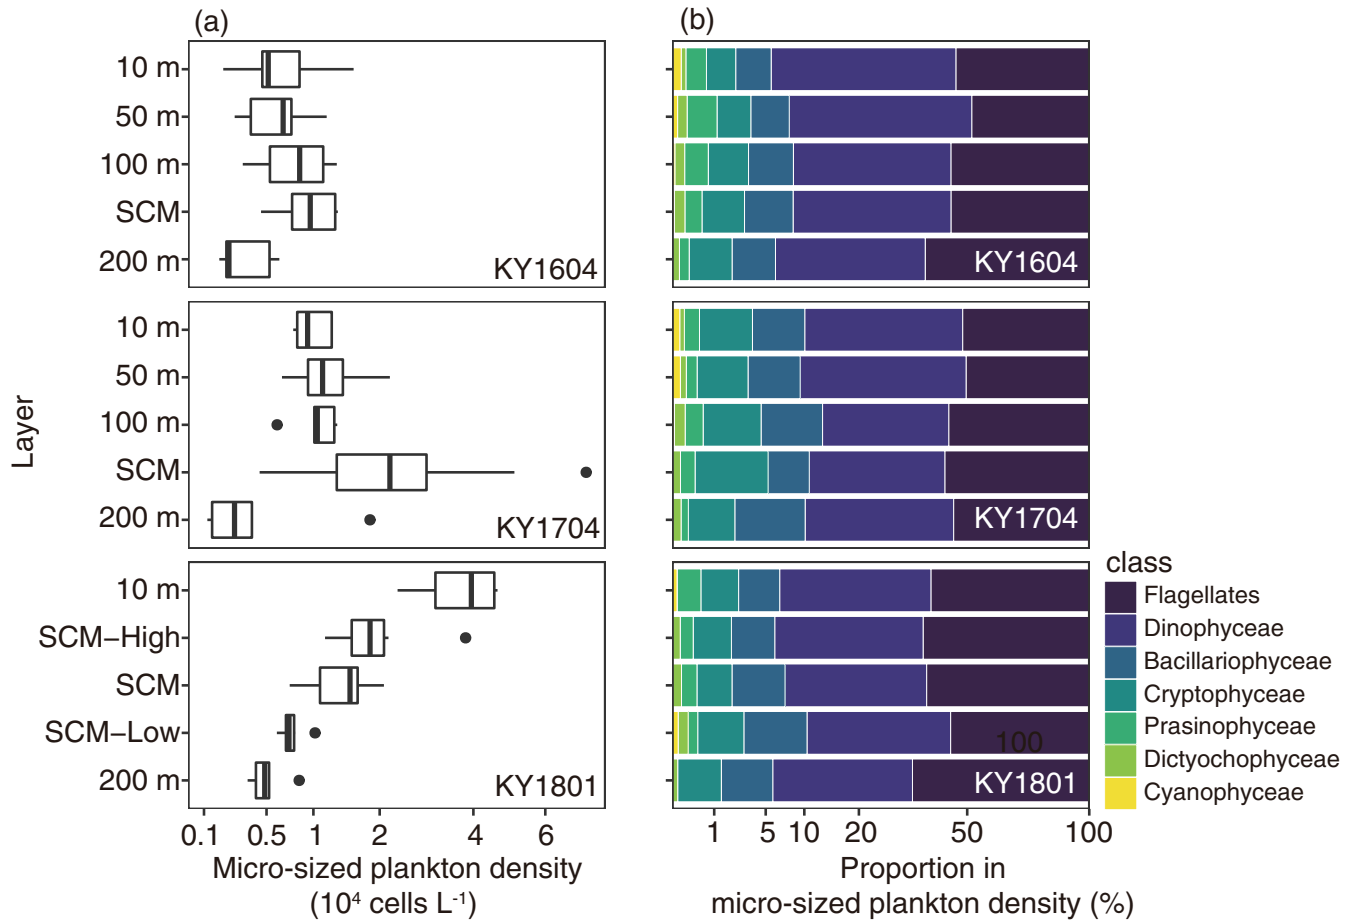 (a)
(b)
10 m
50 m
100 m
SCM
200 m
KY1604
KY1604
10 m
50 m
100 m
SCM
200 m
KY1704
KY1704
Layer
10 m
SCM–High
SCM
SCM–Low
200 m
KY1801
100
KY1801
class
Flagellates
Dinophyceae
Bacillariophyceae
Cryptophyceae
Prasinophyceae
Dictyochophyceae
Cyanophyceae
0.1 0.5 1 2 4 6
1 5 10 20 50 100
Micro-sized plankton density
(10⁴ cells L⁻¹)
Proportion in
micro-sized plankton density (%)